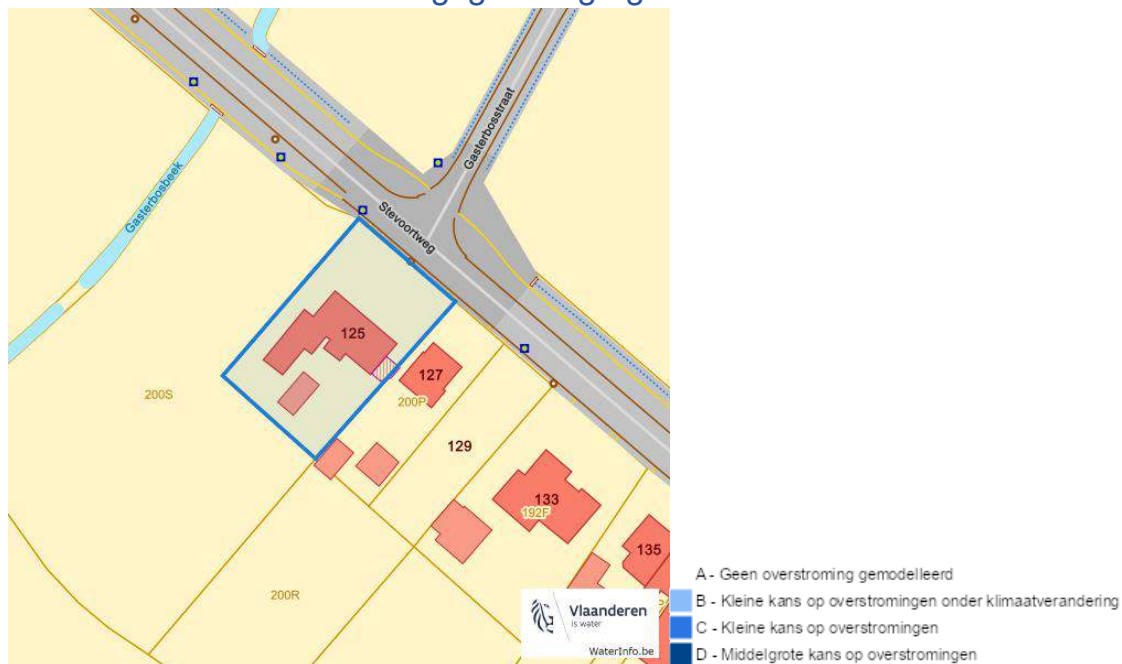 Gasterbosstraat
Gasterbosbeek
Stevoortweg
125
127
200P
200S
129
133
192F
135
200R
Vlaanderen
is water
WaterInfo.be
A - Geen overstroming gemodelleerd
B - Kleine kans op overstromingen onder klimaatverandering
C - Kleine kans op overstromingen
D - Middelgrote kans op overstromingen